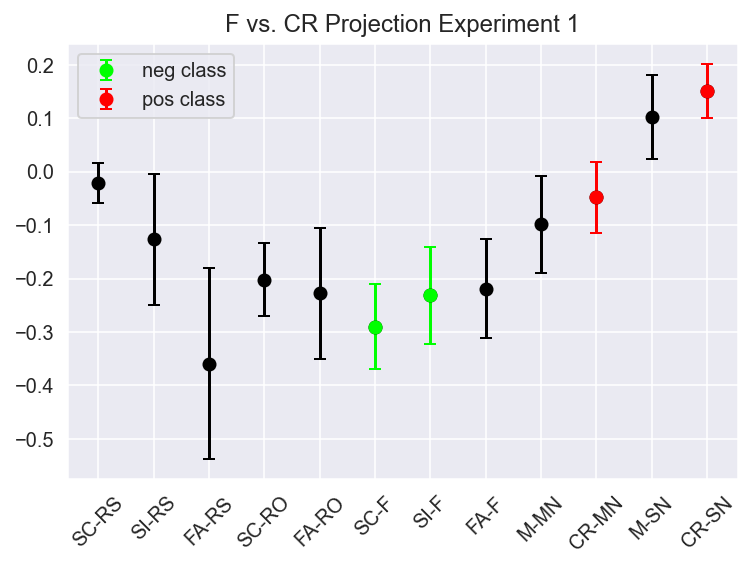 F vs. CR Projection Experiment 1
neg class
pos class
0.2
0.1
0.0
−0.1
−0.2
−0.3
−0.4
−0.5
SC-RS
SI-RS
FA-RS
SC-RO
FA-RO
SC-F
SI-F
FA-F
M-MN
CR-MN
M-SN
CR-SN